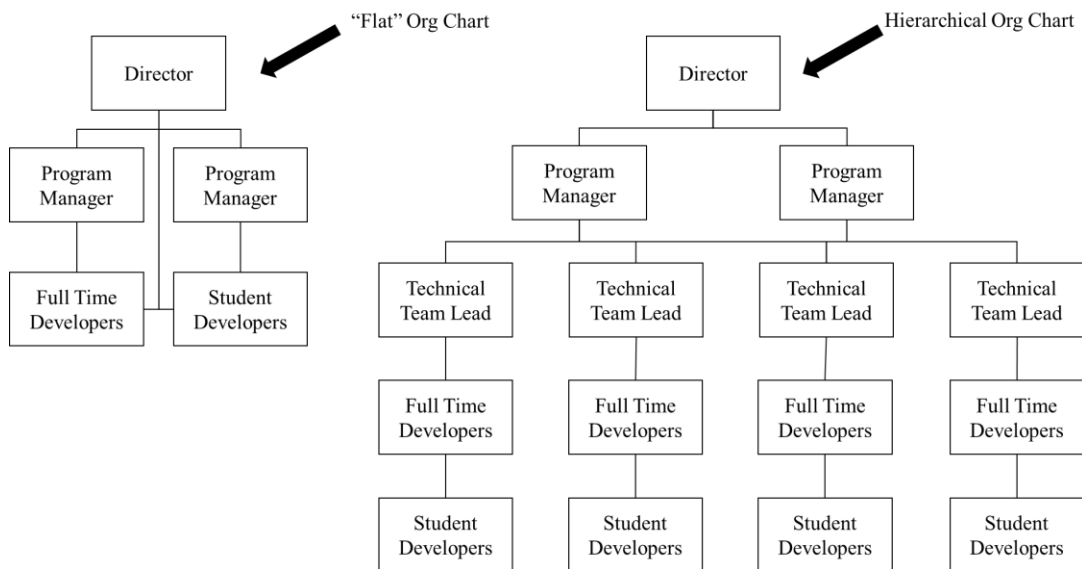 “Flat” Org Chart
Director
Program
Manager
Program
Manager
Full Time
Developers
Student
Developers
Hierarchical Org Chart
Director
Program
Manager
Program
Manager
Technical
Team Lead
Technical
Team Lead
Technical
Team Lead
Technical
Team Lead
Full Time
Developers
Full Time
Developers
Full Time
Developers
Full Time
Developers
Student
Developers
Student
Developers
Student
Developers
Student
Developers